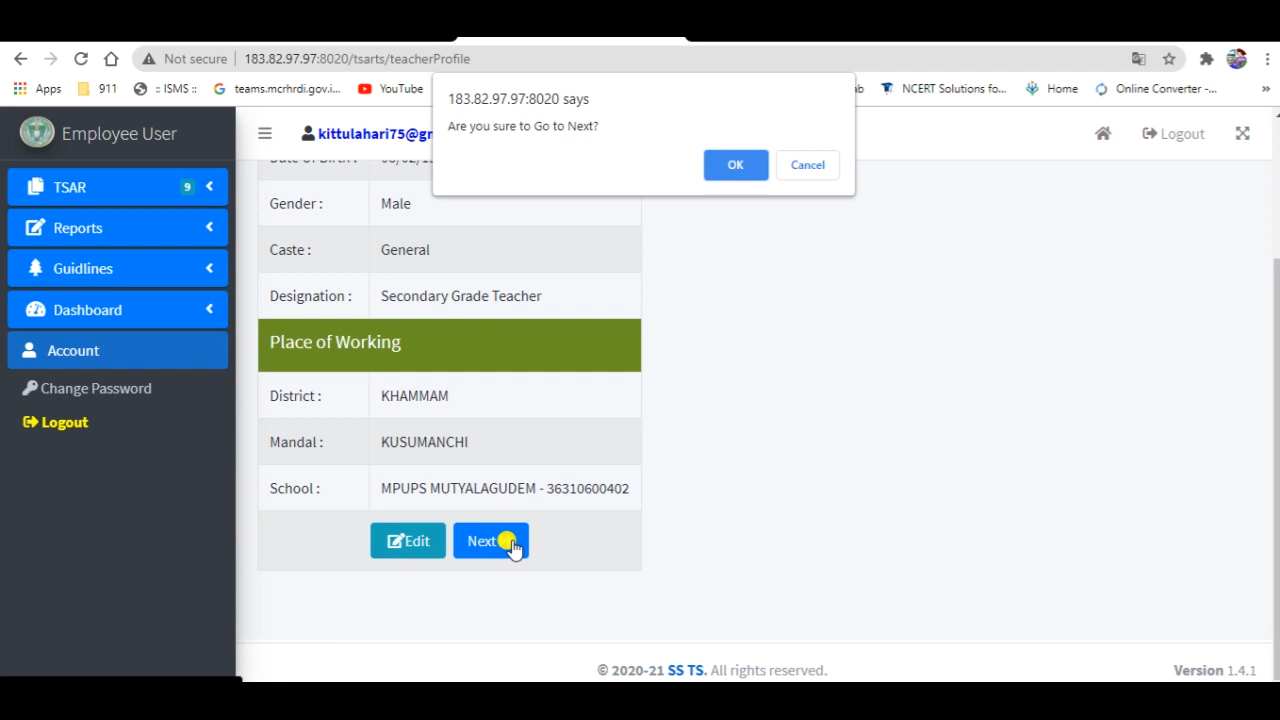 Not secure 183.82.97.97:8020/tsarts/teacherProfile
Apps 911 :: ISMS :: teams.mcrhrdi.gov.i... YouTube ab NCERT Solutions fo... Home Online Converter -... »
183.82.97.97:8020 says
Are you sure to Go to Next?
OK Cancel
Employee User
kittulahari75@gr
Logout
TSAR 9
Reports
Guidlines
Dashboard
Account
Change Password
Logout
Gender : Male
Caste : General
Designation : Secondary Grade Teacher
Place of Working
District : KHAMMAM
Mandal : KUSUMANCHI
School : MPUPS MUTYALAGUDEM - 36310600402
Edit Next
© 2020-21 SS TS. All rights reserved.
Version 1.4.1